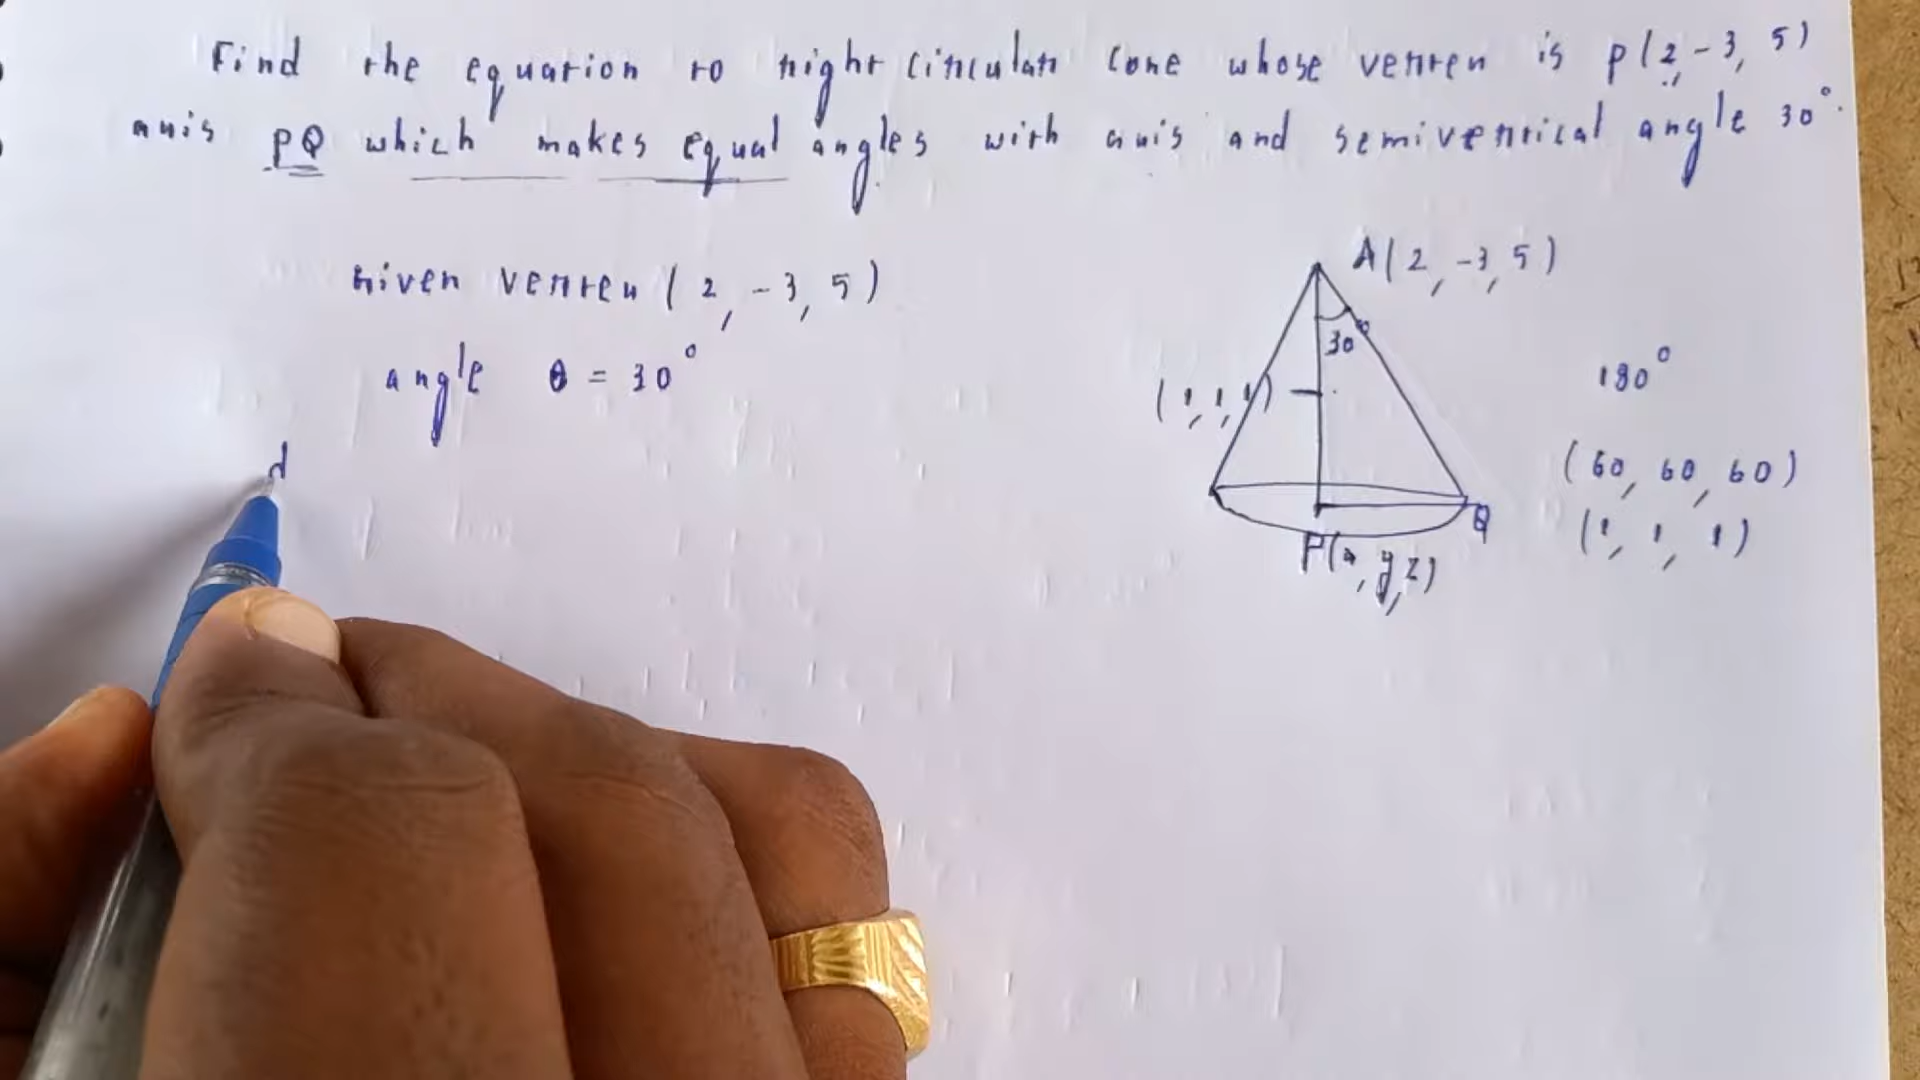 Find the equation to right circular cone whose vertex is P(2, -3, 5)
axis PQ which makes equal angles with axis and semivertical angle 30°.
Given vertex (2, -3, 5)
angle θ = 30°
d
A(2, -3, 5)
30
(1, 1, 1)
180°
(60, 60, 60)
(1, 1, 1)
Q
P(x, y, z)